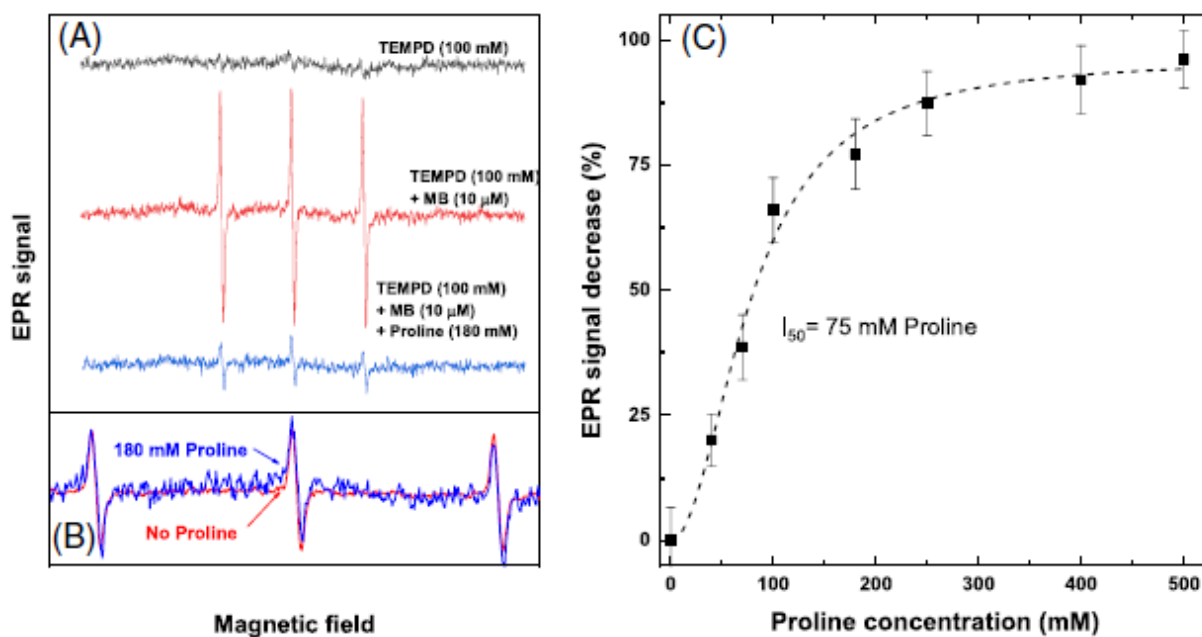 (A)
TEMPD (100 mM)
TEMPD (100 mM)
+ MB (10 μM)
TEMPD (100 mM)
+ MB (10 μM)
+ Proline (180 mM)
EPR signal
180 mM Proline
No Proline
(B)
Magnetic field
(C)
100
75
50
25
0
EPR signal decrease (%)
I50= 75 mM Proline
0 100 200 300 400 500
Proline concentration (mM)